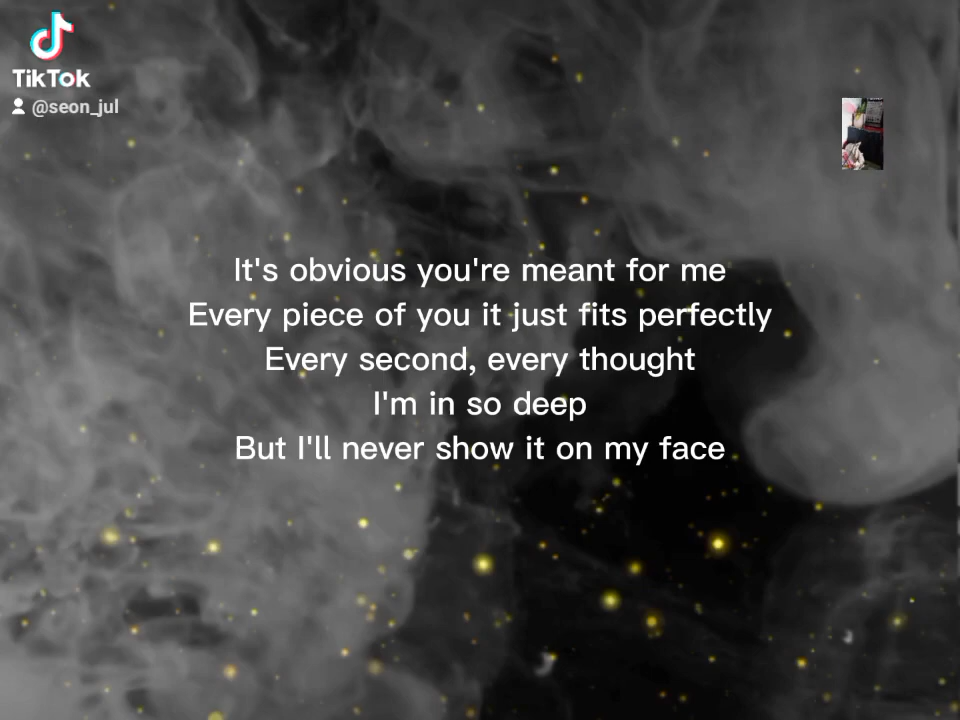 TikTok
@seon_jul
It's obvious you're meant for me
Every piece of you it just fits perfectly
Every second, every thought
I'm in so deep
But I'll never show it on my face